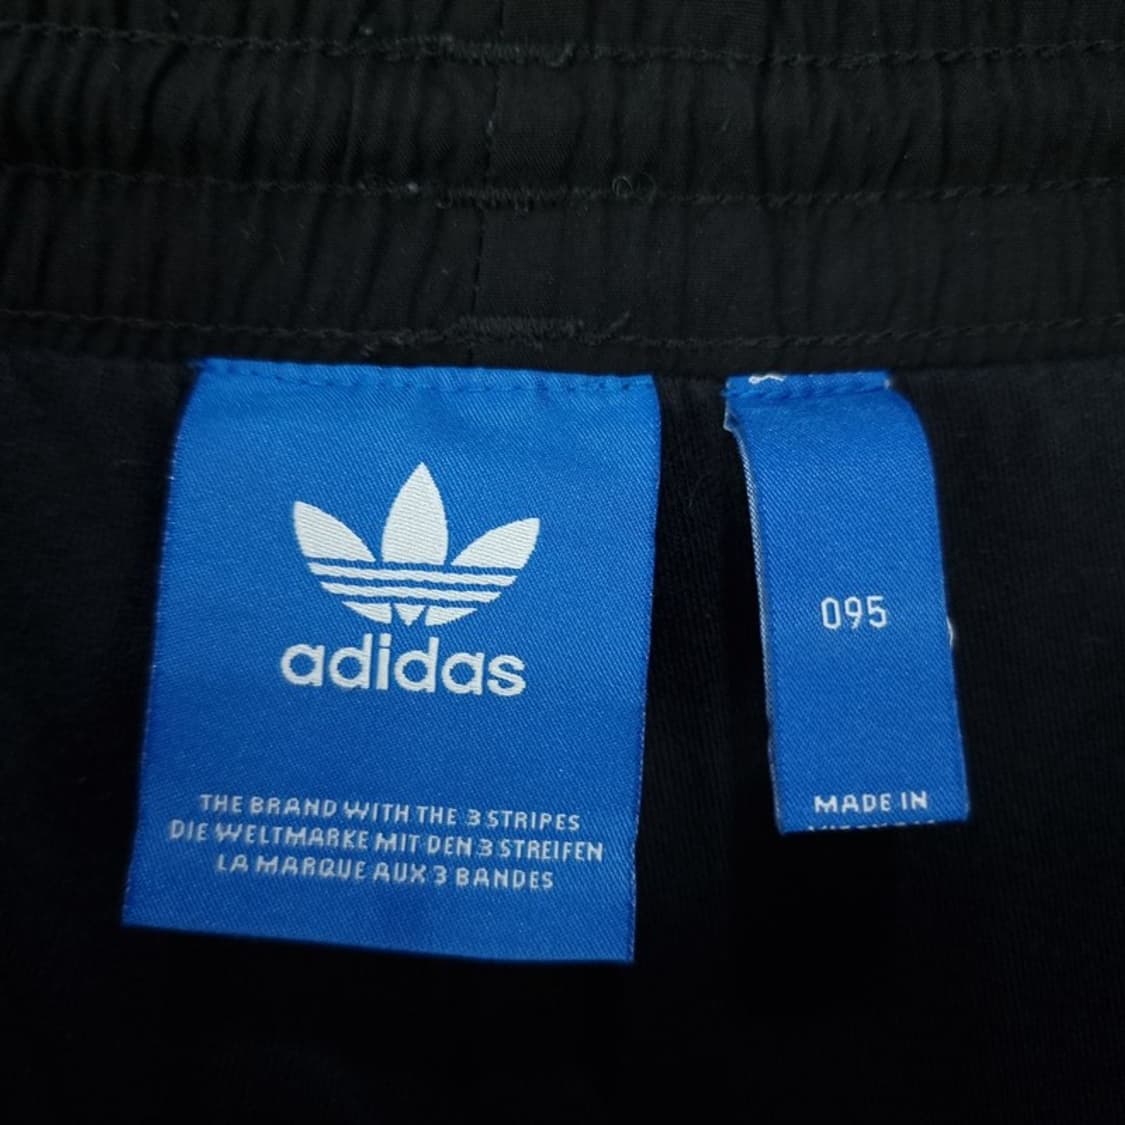 adidas
THE BRAND WITH THE 3 STRIPES
DIE WELTMARKE MIT DEN 3 STREIFEN
LA MARQUE AUX 3 BANDES
095
MADE IN